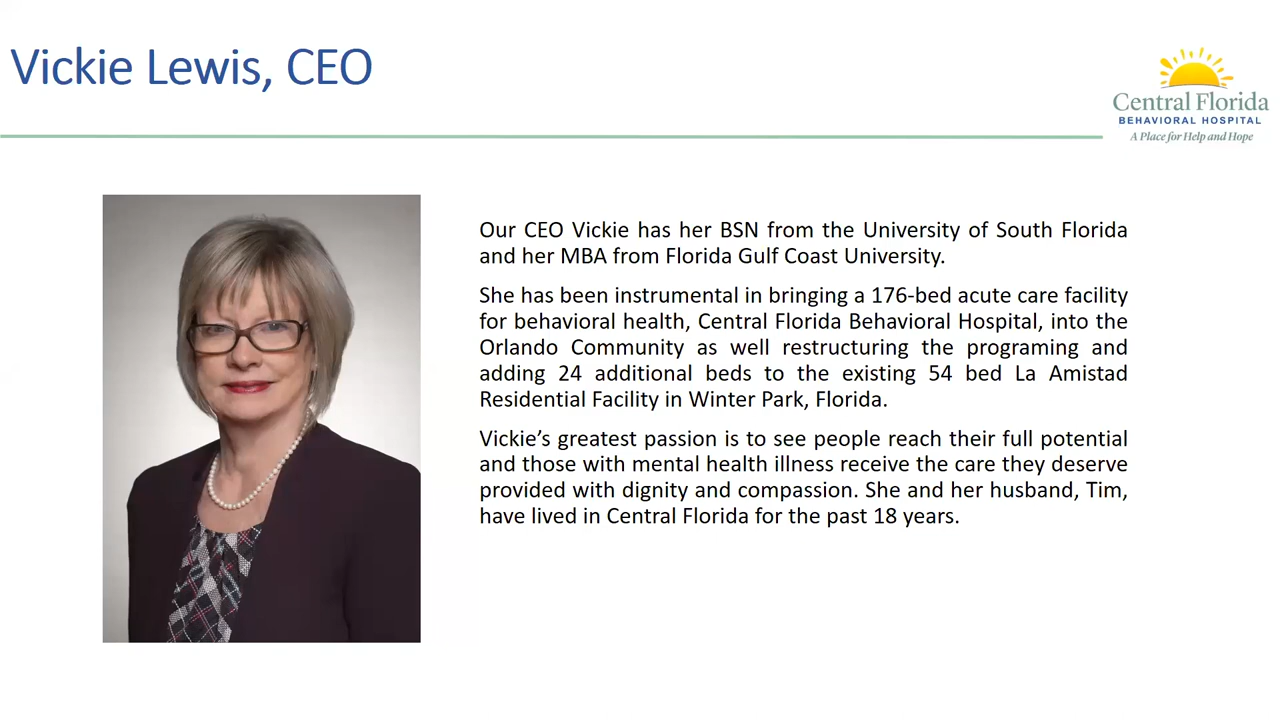 Vickie Lewis, CEO
Central Florida
BEHAVIORAL HOSPITAL
A Place for Help and Hope
Our CEO Vickie has her BSN from the University of South Florida
and her MBA from Florida Gulf Coast University.
She has been instrumental in bringing a 176-bed acute care facility
for behavioral health, Central Florida Behavioral Hospital, into the
Orlando Community as well restructuring the programing and
adding 24 additional beds to the existing 54 bed La Amistad
Residential Facility in Winter Park, Florida.
Vickie’s greatest passion is to see people reach their full potential
and those with mental health illness receive the care they deserve
provided with dignity and compassion. She and her husband, Tim,
have lived in Central Florida for the past 18 years.